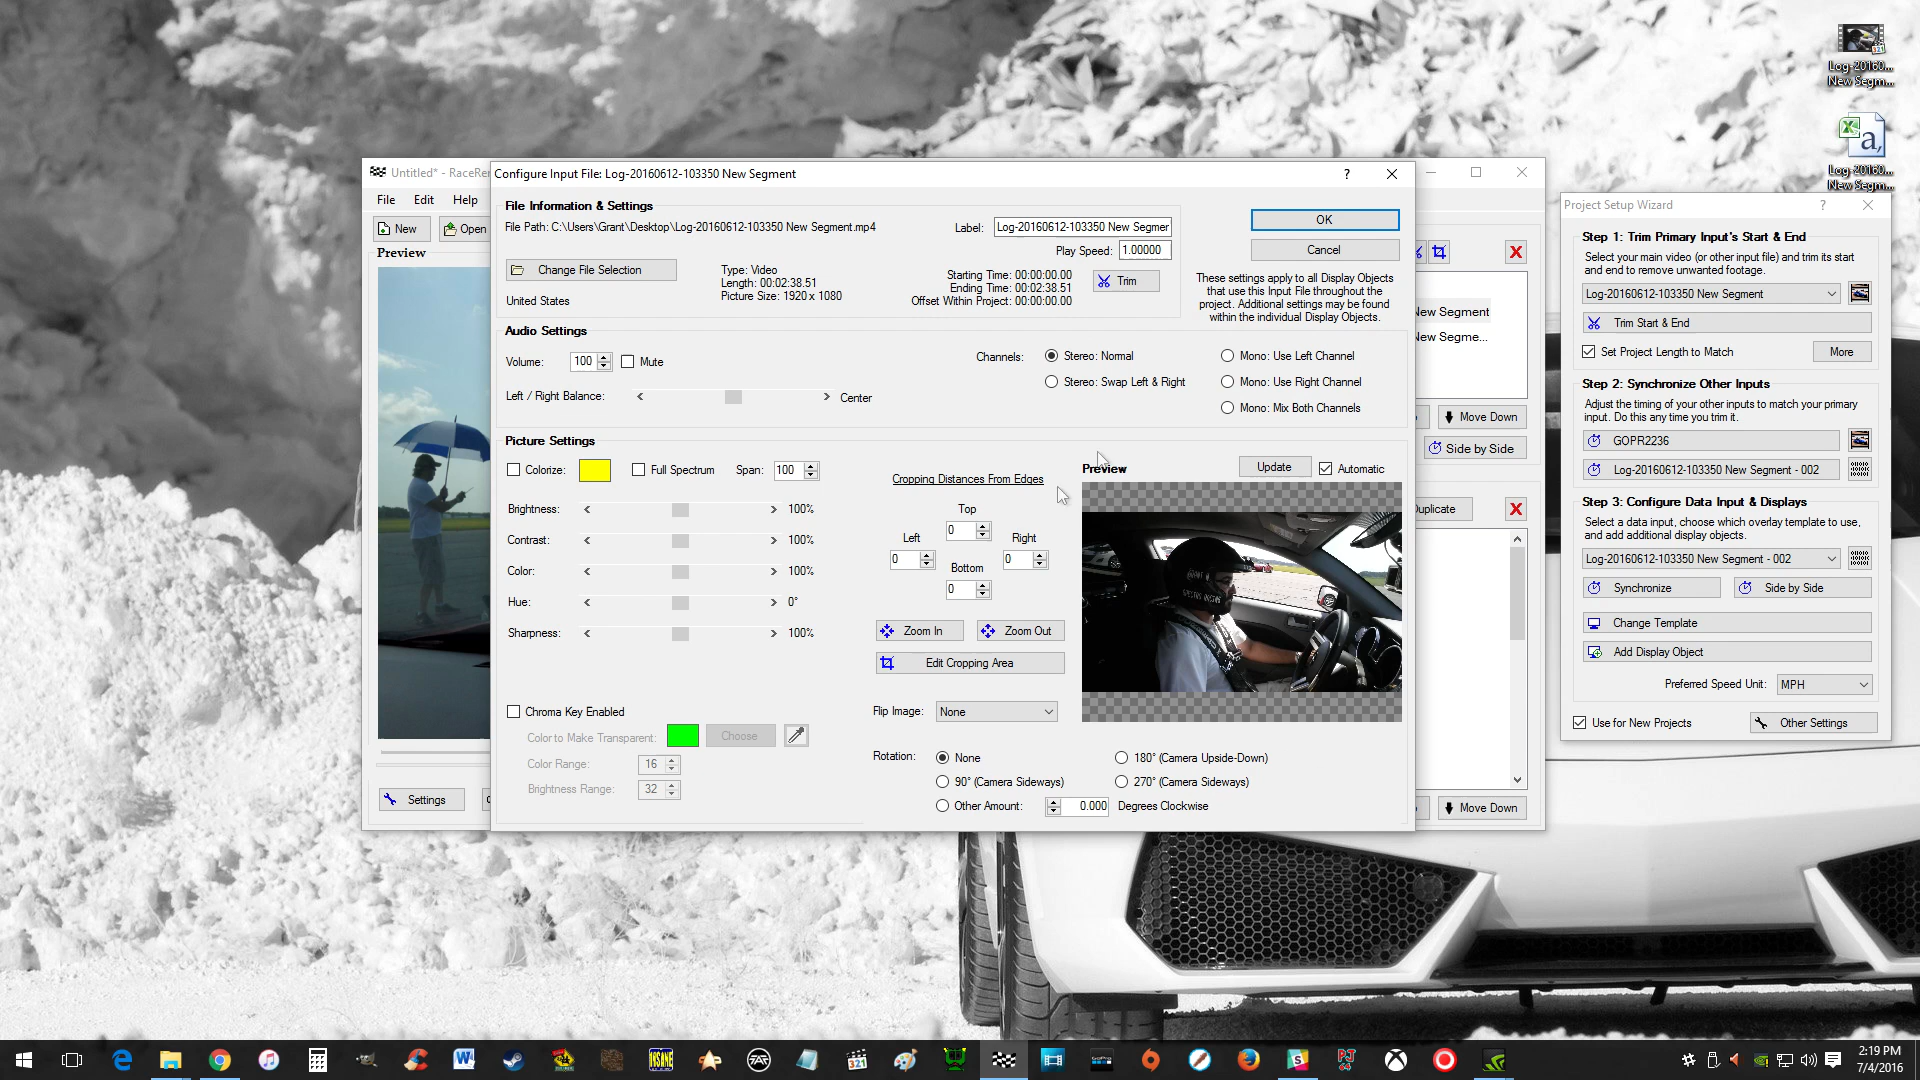 Log-20160...
New Segm...
Log-20160...
New Segm...
Untitled* - RaceRen
File Edit Help
New Open
Preview
Settings
Configure Input File: Log-20160612-103350 New Segment
File Information & Settings
File Path: C:\Users\Grant\Desktop\Log-20160612-103350 New Segment.mp4
Label: Log-20160612-103350 New Segmer
Play Speed: 1.00000
Change File Selection
Type: Video
Length: 00:02:38.51
Picture Size: 1920 x 1080
Starting Time: 00:00:00.00
Ending Time: 00:02:38.51
Offset Within Project: 00:00:00.00
Trim
United States
OK
Cancel
These settings apply to all Display Objects
that use this Input File throughout the
project. Additional settings may be found
within the individual Display Objects.
Audio Settings
Volume: 100 Mute
Left / Right Balance: < > Center
Channels: Stereo: Normal Mono: Use Left Channel
Stereo: Swap Left & Right Mono: Use Right Channel
Mono: Mix Both Channels
Picture Settings
Colorize: Full Spectrum Span: 100
Brightness: < > 100%
Contrast: < > 100%
Color: < > 100%
Hue: < > 0°
Sharpness: < > 100%
Chroma Key Enabled
Color to Make Transparent: Choose
Color Range: 16
Brightness Range: 32
Cropping Distances From Edges
Top
0
Left Right
0 0
Bottom
0
Zoom In Zoom Out
Edit Cropping Area
Flip Image: None
Preview Update Automatic
Rotation: None 180° (Camera Upside-Down)
90° (Camera Sideways) 270° (Camera Sideways)
Other Amount: 0.000 Degrees Clockwise
New Segment
New Segme...
Move Down
Side by Side
Duplicate
Move Down
Project Setup Wizard
Step 1: Trim Primary Input's Start & End
Select your main video (or other input file) and trim its start
and end to remove unwanted footage.
Log-20160612-103350 New Segment
Trim Start & End
Set Project Length to Match More
Step 2: Synchronize Other Inputs
Adjust the timing of your other inputs to match your primary
input. Do this any time you trim it.
GOPR2236
Log-20160612-103350 New Segment - 002
Step 3: Configure Data Input & Displays
Select a data input, choose which overlay template to use,
and add additional display objects.
Log-20160612-103350 New Segment - 002
Synchronize Side by Side
Change Template
Add Display Object
Preferred Speed Unit: MPH
Use for New Projects Other Settings
2:19 PM
7/4/2016